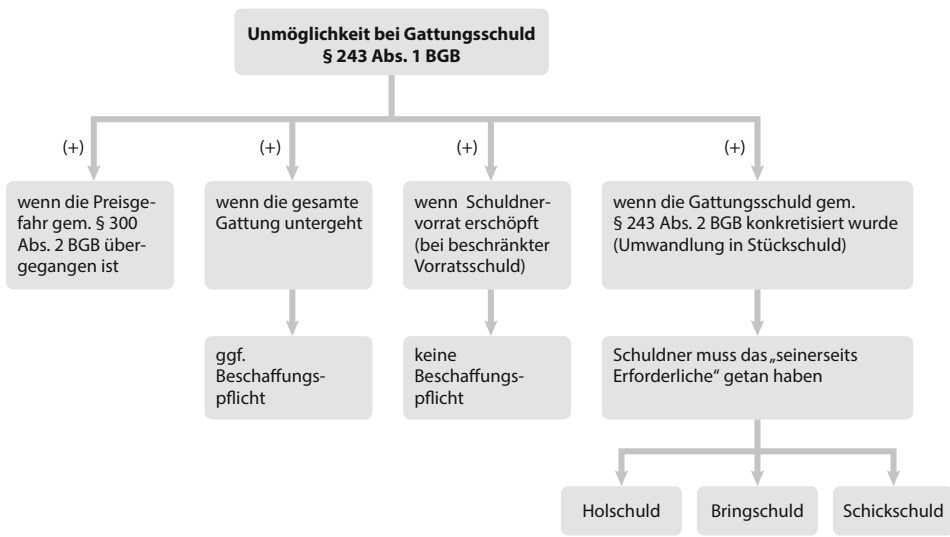 Unmöglichkeit bei Gattungsschuld
§ 243 Abs. 1 BGB
(+)
(+)
(+)
(+)
wenn die Preisge-
fahr gem. § 300
Abs. 2 BGB über-
gegangen ist
wenn die gesamte
Gattung untergeht
wenn Schuldner-
vorrat erschöpft
(bei beschränkter
Vorratsschuld)
wenn die Gattungsschuld gem.
§ 243 Abs. 2 BGB konkretisiert wurde
(Umwandlung in Stückschuld)
ggf.
Beschaffungs-
pflicht
keine
Beschaffungs-
pflicht
Schuldner muss das „seinerseits
Erforderliche“ getan haben
Holschuld
Bringschuld
Schickschuld